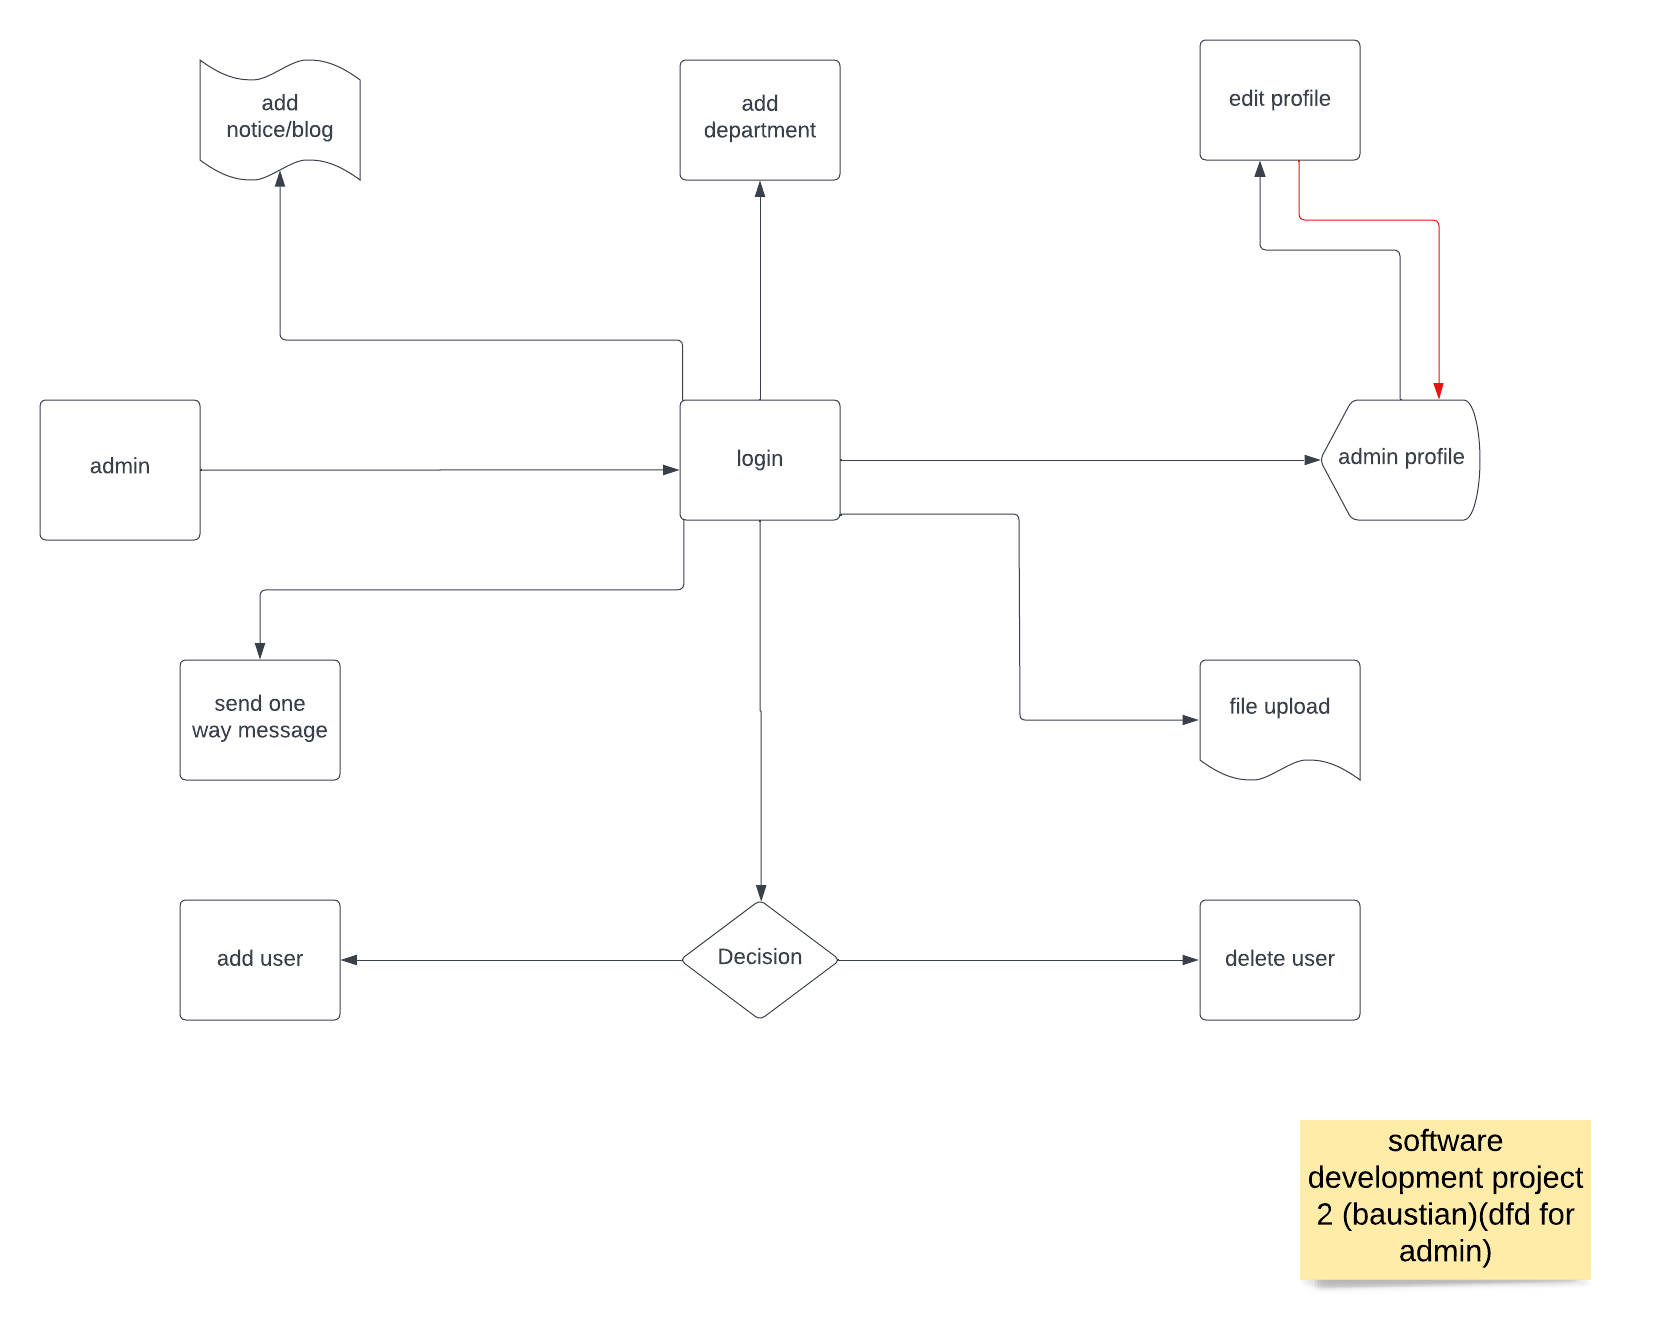 add
notice/blog
add
department
edit profile
admin
login
admin profile
send one
way message
file upload
add user
Decision
delete user
software
development project
2 (baustian)(dfd for
admin)